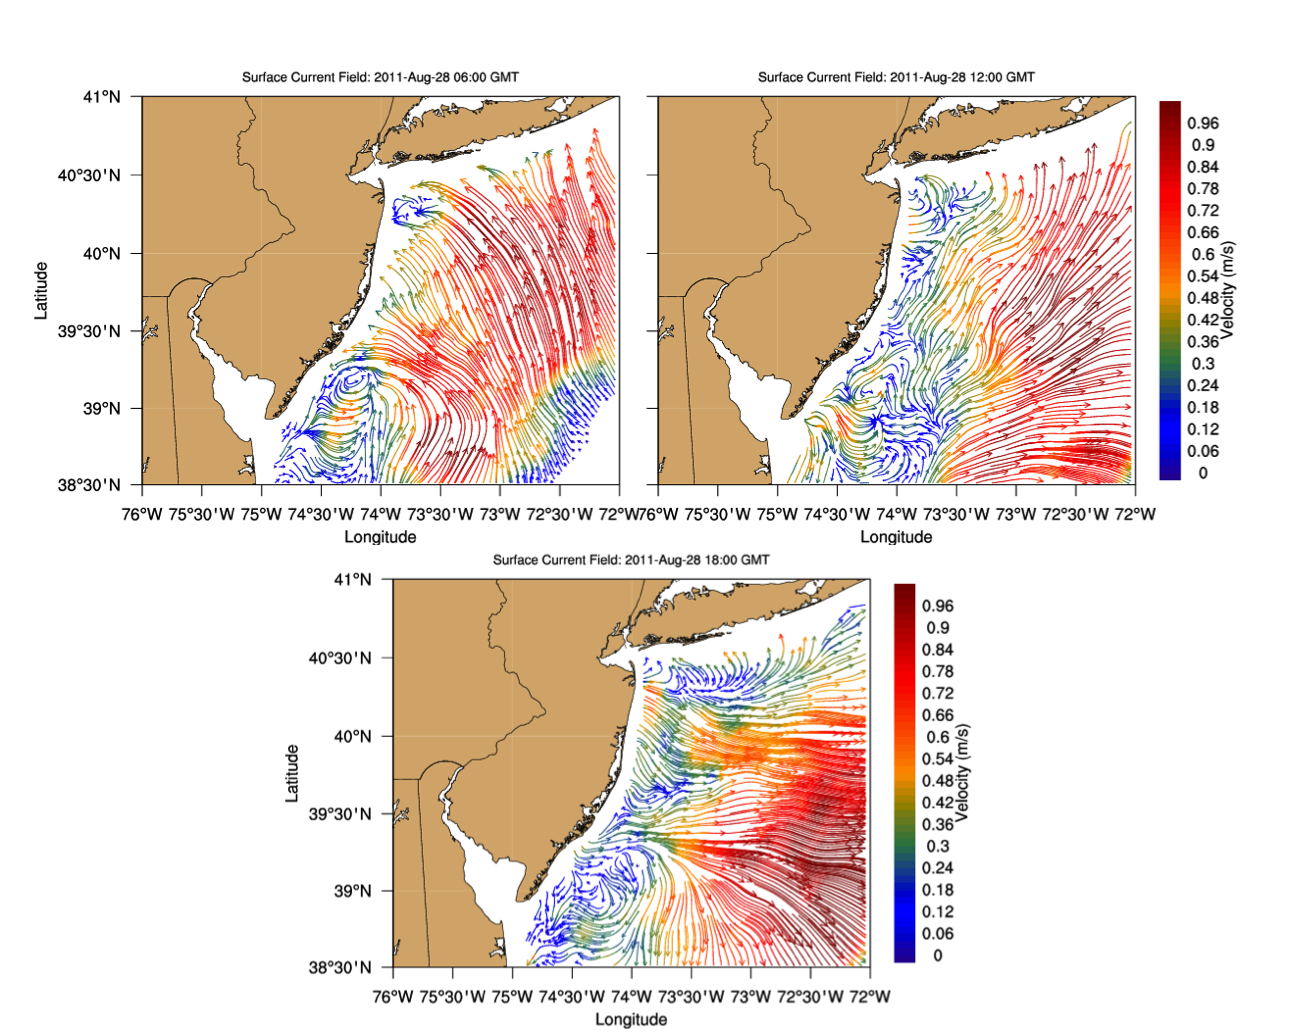 Surface Current Field: 2011-Aug-28 06:00 GMT
41°N
40°30'N
40°N
39°30'N
39°N
38°30'N
Latitude
76°W 75°30'W 75°W 74°30'W 74°W 73°30'W 73°W 72°30'W 72°W
Longitude
Surface Current Field: 2011-Aug-28 12:00 GMT
76°W 75°30'W 75°W 74°30'W 74°W 73°30'W 73°W 72°30'W 72°W
Longitude
0.96
0.9
0.84
0.78
0.72
0.66
0.6
0.54
0.48
0.42
0.36
0.3
0.24
0.18
0.12
0.06
0
Velocity (m/s)
Surface Current Field: 2011-Aug-28 18:00 GMT
41°N
40°30'N
40°N
39°30'N
39°N
38°30'N
Latitude
76°W 75°30'W 75°W 74°30'W 74°W 73°30'W 73°W 72°30'W 72°W
Longitude
0.96
0.9
0.84
0.78
0.72
0.66
0.6
0.54
0.48
0.42
0.36
0.3
0.24
0.18
0.12
0.06
0
Velocity (m/s)